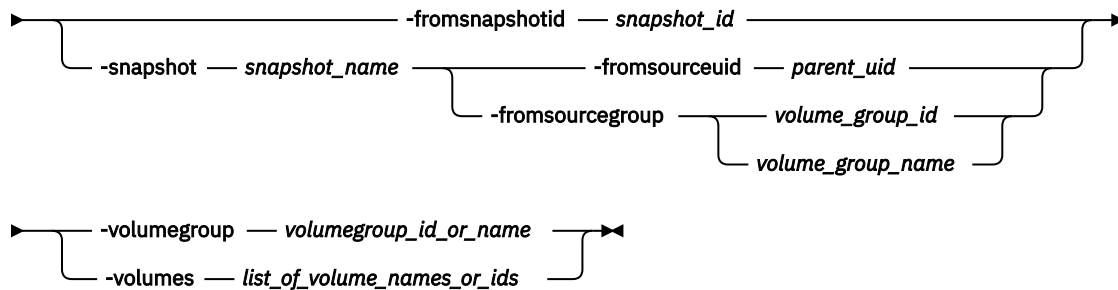 -fromsnapshotid snapshot_id
-snapshot snapshot_name -fromsourceuid parent_uid
-fromsourcegroup volume_group_id
volume_group_name
-volumegroup volumegroup_id_or_name
-volumes list_of_volume_names_or_ids